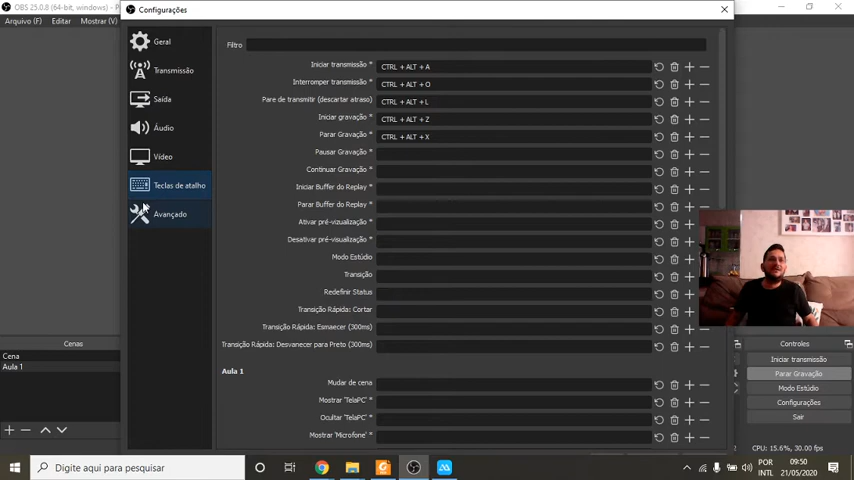 OBS 25.0.8 (64-bit, windows) - P
Configurações
Arquivo (F) Editar Mostrar (V)
Geral
Transmissão
Saída
Áudio
Vídeo
Teclas de atalho
Avançado
Filtro
Iniciar transmissão * CTRL + ALT + A
Interromper transmissão * CTRL + ALT + O
Pare de transmitir (descartar atraso) CTRL + ALT + L
Iniciar gravação * CTRL + ALT + Z
Parar Gravação * CTRL + ALT + X
Pausar Gravação *
Continuar Gravação *
Iniciar Buffer do Replay *
Parar Buffer do Replay *
Ativar pré-vizualização *
Desativar pré-visualização *
Modo Estúdio
Transição
Redefinir Status
Transição Rápida: Cortar
Transição Rápida: Esmaecer (300ms)
Transição Rápida: Desvanecer para Preto (300ms)
Aula 1
Mudar de cena
Mostrar 'TelaPC' *
Ocultar 'TelaPC' *
Mostrar 'Microfone' *
Cenas
Cena
Aula 1
Controles
Iniciar transmissão
Parar Gravação
Modo Estúdio
Configurações
Sair
CPU: 15.6%, 30.00 fps
Digite aqui para pesquisar
POR
INTL
09:50
21/05/2020